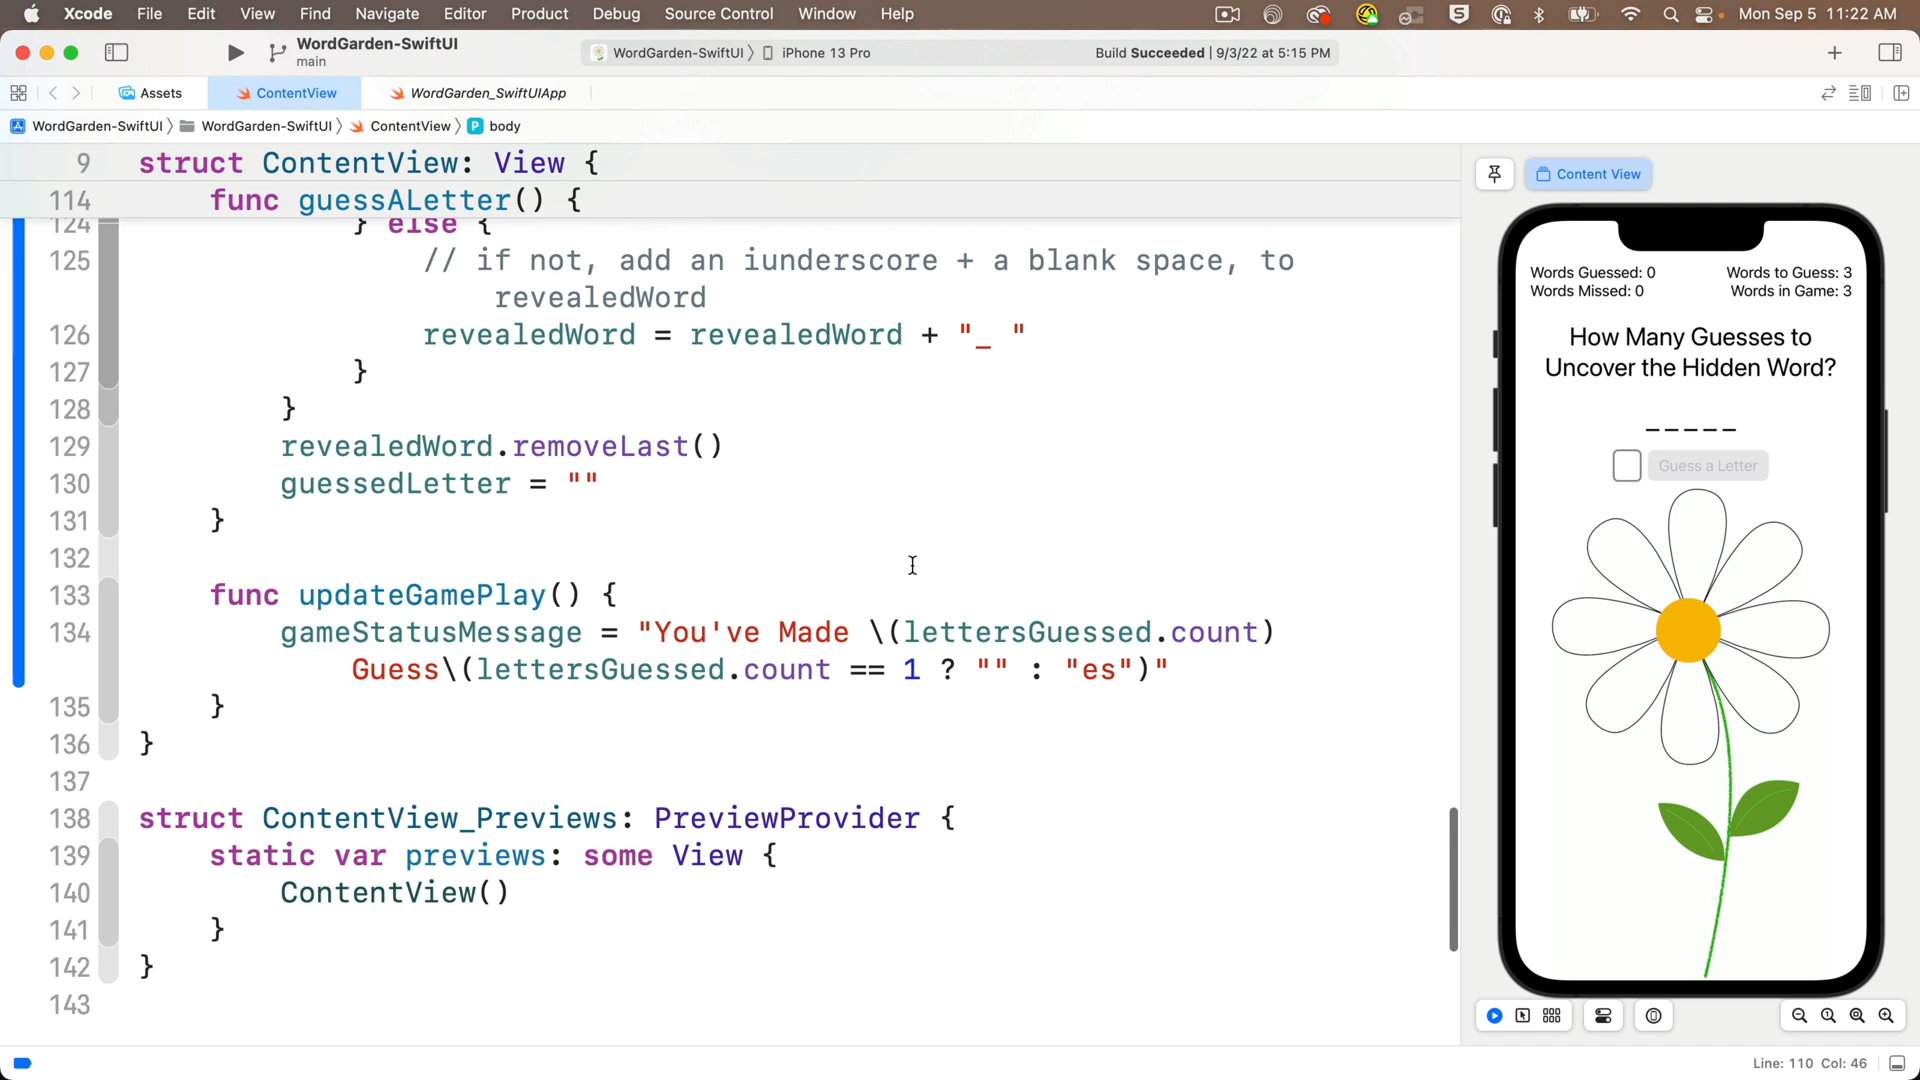 Xcode File Edit View Find Navigate Editor Product Debug Source Control Window Help Mon Sep 5 11:22 AM
WordGarden-SwiftUI
main
WordGarden-SwiftUI iPhone 13 Pro Build Succeeded | 9/3/22 at 5:15 PM
Assets ContentView WordGarden_SwiftUIApp
WordGarden-SwiftUI WordGarden-SwiftUI ContentView P body
9 struct ContentView: View {
114 func guessALetter() {
124 } else {
125 // if not, add an iunderscore + a blank space, to
revealedWord
126 revealedWord = revealedWord + "_ "
127 }
128 }
129 revealedWord.removeLast()
130 guessedLetter = ""
131 }
132
133 func updateGamePlay() {
134 gameStatusMessage = "You've Made \(lettersGuessed.count)
Guess\(lettersGuessed.count == 1 ? "" : "es")"
135 }
136 }
137
138 struct ContentView_Previews: PreviewProvider {
139 static var previews: some View {
140 ContentView()
141 }
142 }
143
Content View
Words Guessed: 0 Words to Guess: 3
Words Missed: 0 Words in Game: 3
How Many Guesses to
Uncover the Hidden Word?
_ _ _ _ _
Guess a Letter
Line: 110 Col: 46